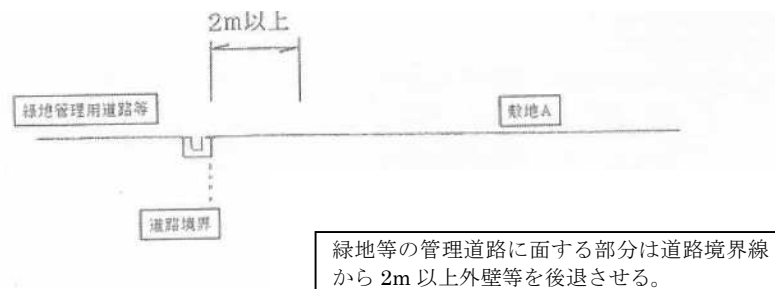 2m以上
緑地管理用道路等
敷地A
道路境界
緑地等の管理道路に面する部分は道路境界線
から 2m 以上外壁等を後退させる。